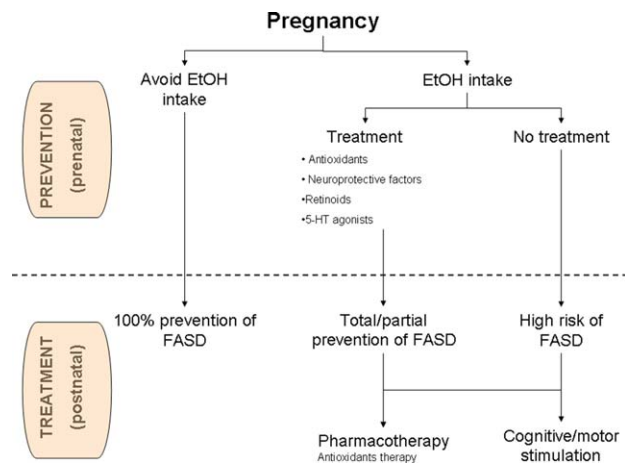 Pregnancy
Avoid EtOH
intake
EtOH intake
PREVENTION
(prenatal)
Treatment
• Antioxidants
• Neuroprotective factors
•Retinoids
•5-HT agonists
No treatment
TREATMENT
(postnatal)
100% prevention of
FASD
Total/partial
prevention of FASD
High risk of
FASD
Pharmacotherapy
Antioxidants therapy
Cognitive/motor
stimulation